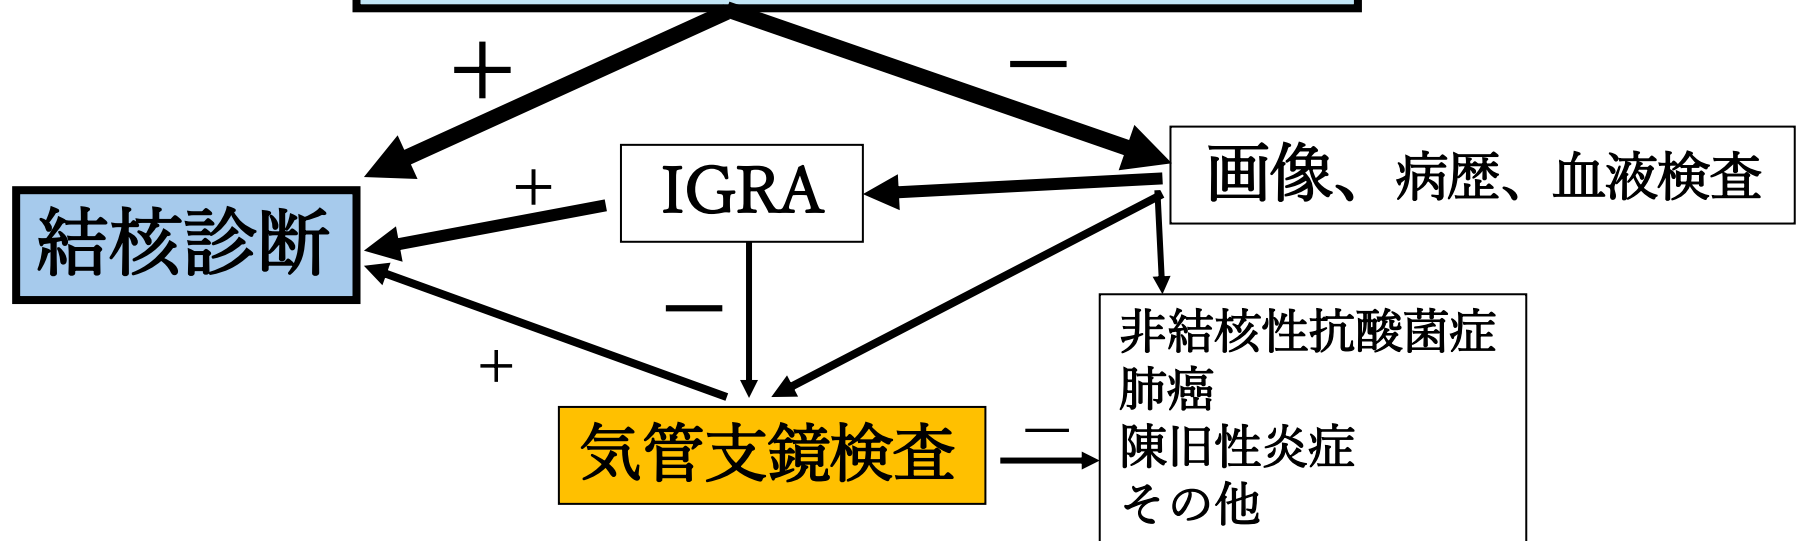 ＋
－
画像、病歴、血液検査
IGRA
＋
結核診断
－
＋
非結核性抗酸菌症
肺癌
陳旧性炎症
その他
気管支鏡検査
－